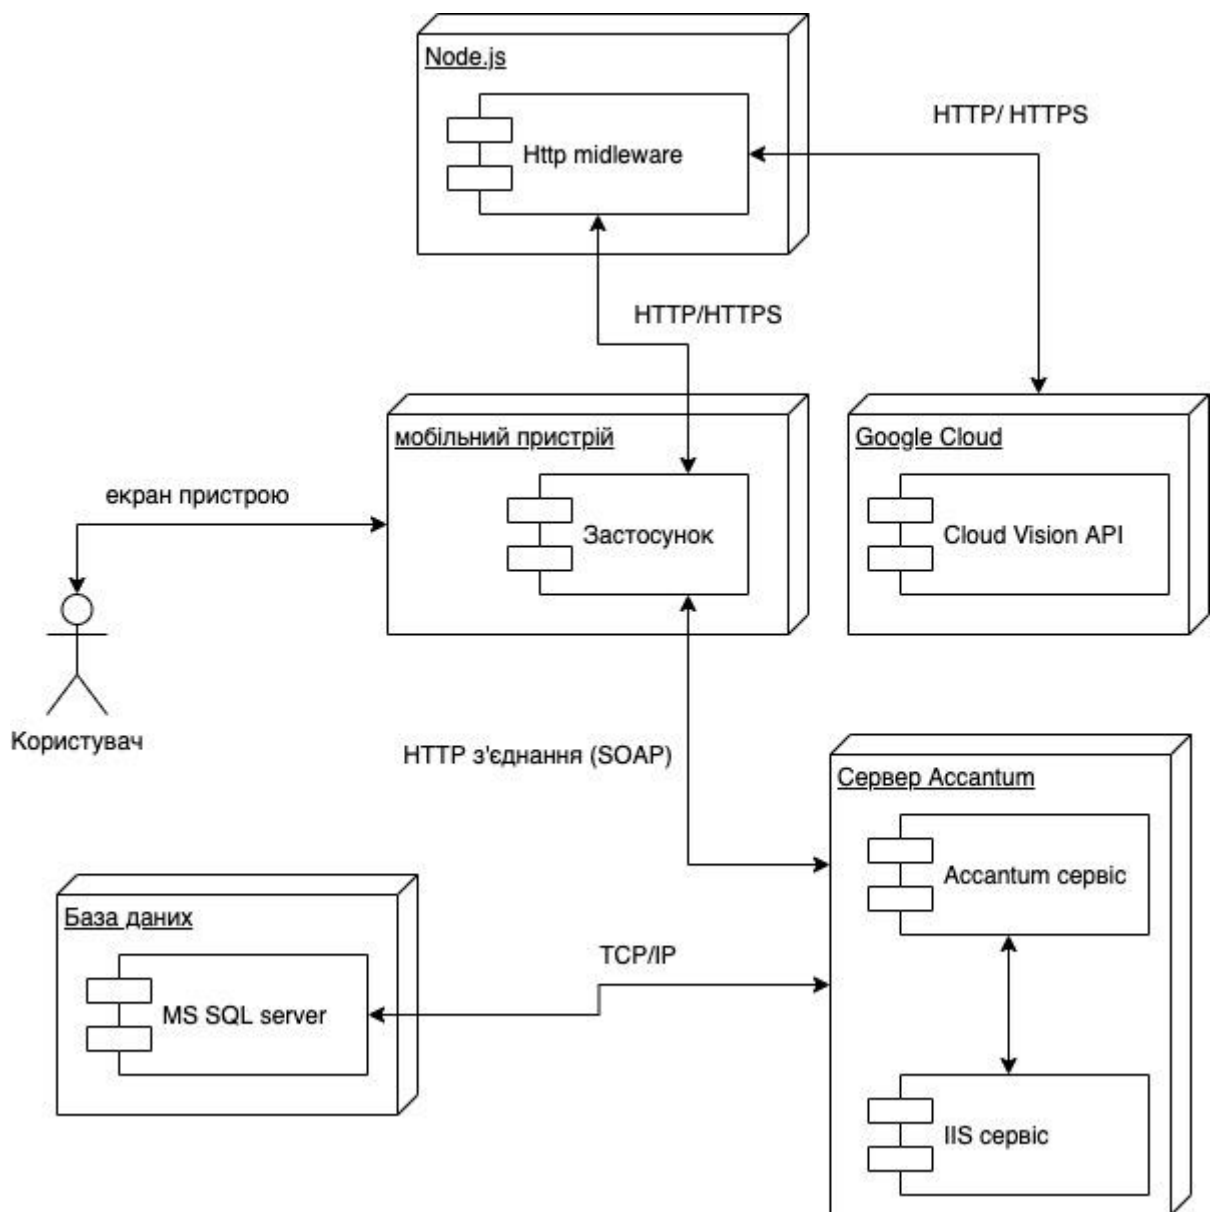 Node.js
Http midleware
HTTP/ HTTPS
HTTP/HTTPS
мобільний пристрій
Застосунок
Google Cloud
Cloud Vision API
екран пристрою
Користувач
HTTP з'єднання (SOAP)
Сервер Accantum
Accantum сервіс
База даних
MS SQL server
TCP/IP
IIS сервіс